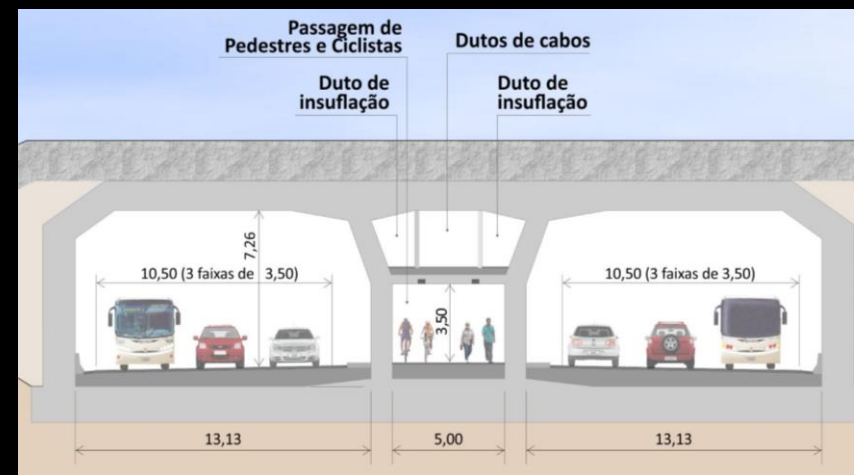 Passagem de
Pedestres e Ciclistas
Dutos de cabos
Duto de
insuflação
Duto de
insuflação
7,26
10,50 (3 faixas de 3,50)
10,50 (3 faixas de 3,50)
3,50
13,13
5,00
13,13